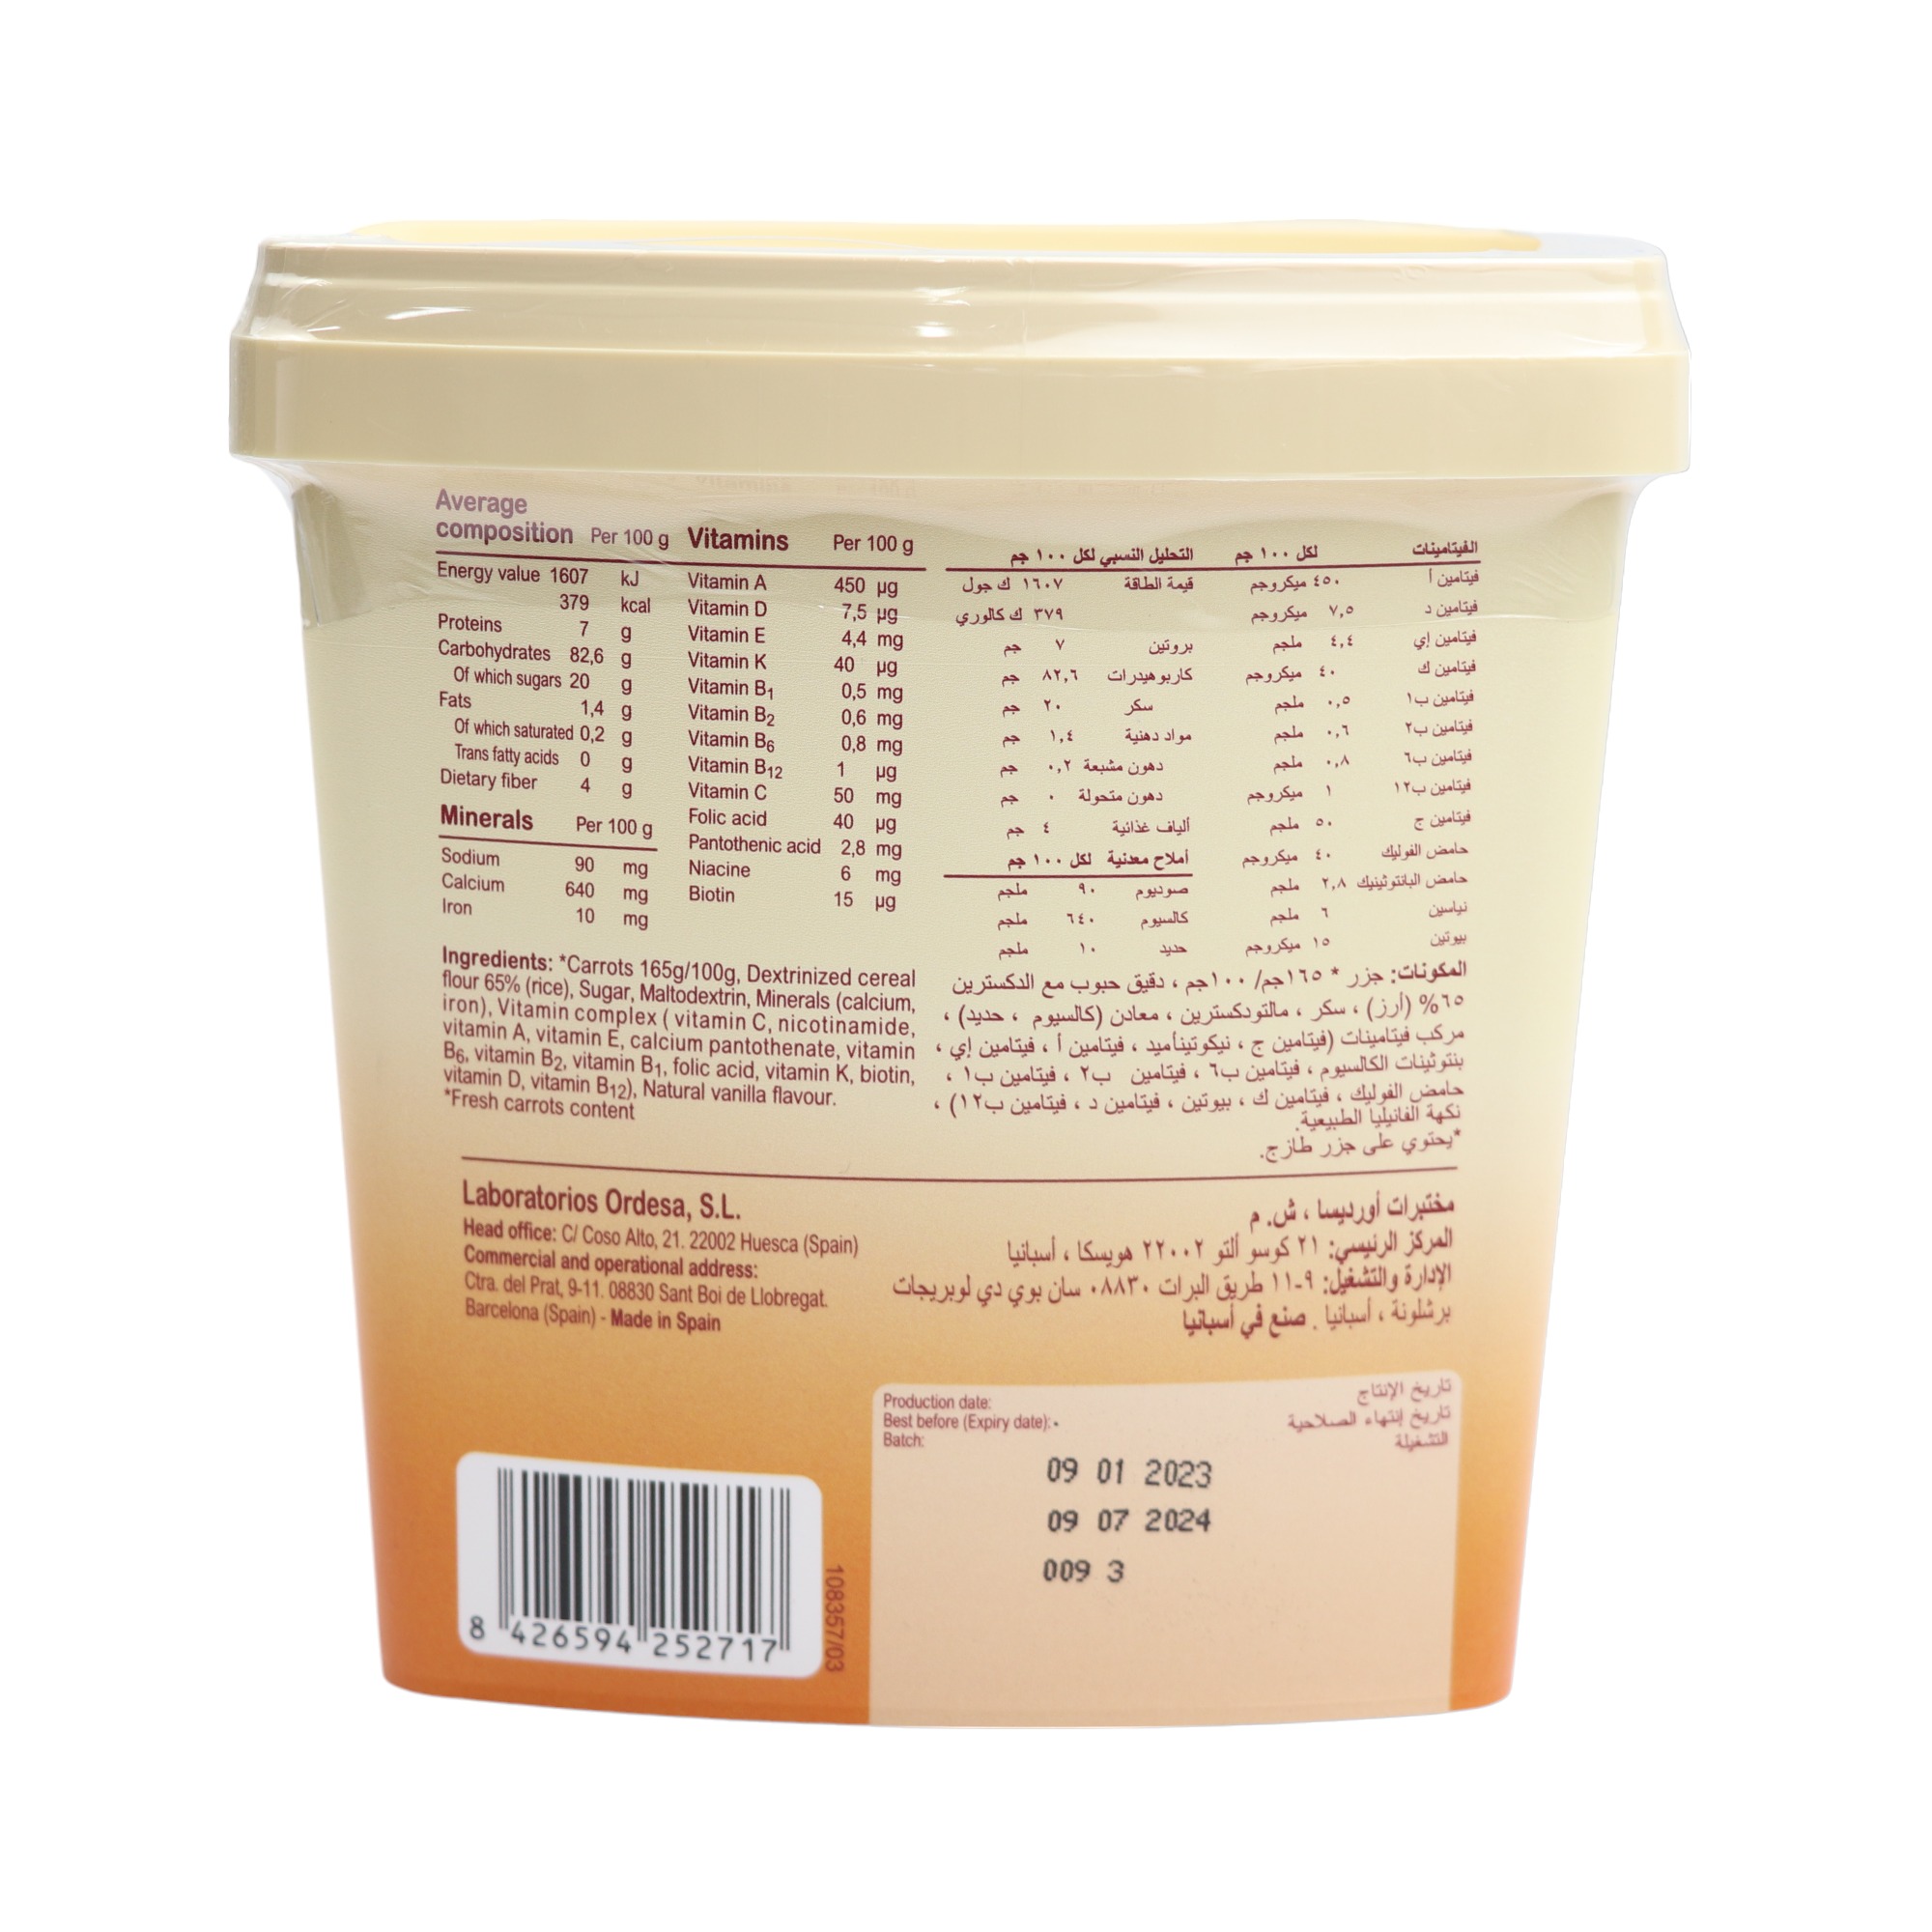 Average
composition Per 100 g
Energy value 1607 kJ
379 kcal
Proteins 7 g
Carbohydrates 82,6 g
Of which sugars 20 g
Fats 1,4 g
Of which saturated 0,2 g
Trans fatty acids 0 g
Dietary fiber 4 g
Minerals Per 100 g
Sodium 90 mg
Calcium 640 mg
Iron 10 mg
Vitamins Per 100 g
Vitamin A 450 µg
Vitamin D 7,5 µg
Vitamin E 4,4 mg
Vitamin K 40 µg
Vitamin B1 0,5 mg
Vitamin B2 0,6 mg
Vitamin B6 0,8 mg
Vitamin B12 1 µg
Vitamin C 50 mg
Folic acid 40 µg
Pantothenic acid 2,8 mg
Niacine 6 mg
Biotin 15 µg
الفيتامينات لكل ١٠٠ جم
فيتامين أ ٤٥٠ ميكروجم
فيتامين د ٧,٥ ميكروجم
فيتامين إي ٤,٤ ملجم
فيتامين ك ٤٠ ميكروجم
فيتامين ب١ ٠,٥ ملجم
فيتامين ب٢ ٠,٦ ملجم
فيتامين ب٦ ٠,٨ ملجم
فيتامين ب١٢ ١ ميكروجم
فيتامين ج ٥٠ ملجم
حامض الفوليك ٤٠ ميكروجم
حامض البانتوثينيك ٢,٨ ملجم
نياسين ٦ ملجم
بيوتين ١٥ ميكروجم
التحليل النسبي لكل ١٠٠ جم
قيمة الطاقة ١٦٠٧ ك جول
٣٧٩ ك كالوري
بروتين ٧ جم
كاربوهيدرات ٨٢,٦ جم
سكر ٢٠ جم
مواد دهنية ١,٤ جم
دهون مشبعة ٠,٢ جم
دهون متحولة ٠ جم
ألياف غذائية ٤ جم
أملاح معدنية لكل ١٠٠ جم
صوديوم ٩٠ ملجم
كالسيوم ٦٤٠ ملجم
حديد ١٠ ملجم
Ingredients: *Carrots 165g/100g, Dextrinized cereal
flour 65% (rice), Sugar, Maltodextrin, Minerals (calcium,
iron), Vitamin complex ( vitamin C, nicotinamide,
vitamin A, vitamin E, calcium pantothenate, vitamin
B6, vitamin B2, vitamin B1, folic acid, vitamin K, biotin,
vitamin D, vitamin B12), Natural vanilla flavour.
*Fresh carrots content
المكونات: جزر * ١٦٥جم/ ١٠٠جم ، دقيق حبوب مع الدكسترين
٦٥% (أرز) ، سكر ، مالتودكسترين ، معادن (كالسيوم ، حديد) ،
مركب فيتامينات (فيتامين ج ، نيكوتيناميد ، فيتامين أ ، فيتامين إي ،
بنتوثينات الكالسيوم ، فيتامين ب٦ ، فيتامين ب٢ ، فيتامين ب١ ،
حامض الفوليك ، فيتامين ك ، بيوتين ، فيتامين د ، فيتامين ب١٢) ،
نكهة الفانيليا الطبيعية.
*يحتوي على جزر طازج.
Laboratorios Ordesa, S.L.
Head office: C/ Coso Alto, 21. 22002 Huesca (Spain)
Commercial and operational address:
Ctra. del Prat, 9-11. 08830 Sant Boi de Llobregat.
Barcelona (Spain) - Made in Spain
مختبرات أورديسا ، ش. م
المركز الرئيسي: ٢١ كوسو ألتو ٢٢٠٠٢ هويسكا ، أسبانيا
الإدارة والتشغيل: ٩-١١ طريق البرات ٠٨٨٣٠ سان بوي دي لوبريجات
برشلونة ، أسبانيا . صنع في أسبانيا
Production date: تاريخ الإنتاج
Best before (Expiry date):• تاريخ إنتهاء الصلاحية
Batch: التشغيلة
09 01 2023
09 07 2024
009 3
8 426594 252717
108357/03